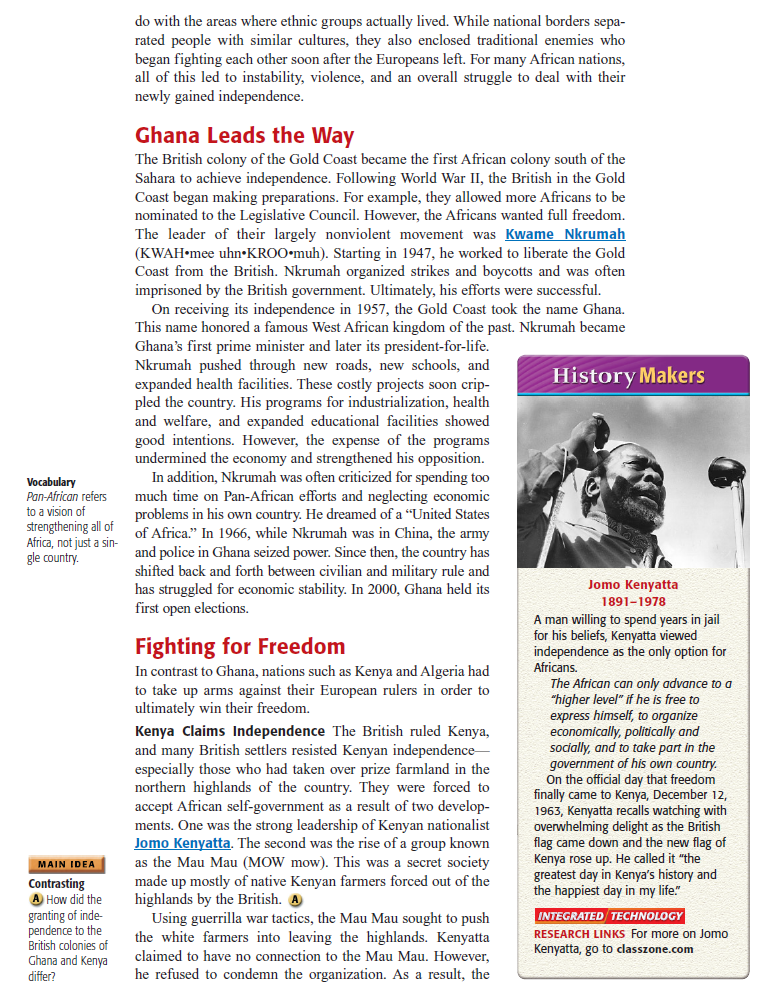 do with the areas where ethnic groups actually lived. While national borders sepa-
rated people with similar cultures, they also enclosed traditional enemies who
began fighting each other soon after the Europeans left. For many African nations,
all of this led to instability, violence, and an overall struggle to deal with their
newly gained independence.
Ghana Leads the Way
The British colony of the Gold Coast became the first African colony south of the
Sahara to achieve independence. Following World War II, the British in the Gold
Coast began making preparations. For example, they allowed more Africans to be
nominated to the Legislative Council. However, the Africans wanted full freedom.
The leader of their largely nonviolent movement was Kwame Nkrumah
(KWAH•mee uhn•KROO•muh). Starting in 1947, he worked to liberate the Gold
Coast from the British. Nkrumah organized strikes and boycotts and was often
imprisoned by the British government. Ultimately, his efforts were successful.
On receiving its independence in 1957, the Gold Coast took the name Ghana.
This name honored a famous West African kingdom of the past. Nkrumah became
Ghana's first prime minister and later its president-for-life.
Nkrumah pushed through new roads, new schools, and
expanded health facilities. These costly projects soon crip-
pled the country. His programs for industrialization, health
and welfare, and expanded educational facilities showed
good intentions. However, the expense of the programs
undermined the economy and strengthened his opposition.
In addition, Nkrumah was often criticized for spending too
much time on Pan-African efforts and neglecting economic
problems in his own country. He dreamed of a “United States
of Africa.” In 1966, while Nkrumah was in China, the army
and police in Ghana seized power. Since then, the country has
shifted back and forth between civilian and military rule and
has struggled for economic stability. In 2000, Ghana held its
first open elections.
Vocabulary
Pan-African refers
to a vision of
strengthening all of
Africa, not just a sin-
gle country.
Fighting for Freedom
In contrast to Ghana, nations such as Kenya and Algeria had
to take up arms against their European rulers in order to
ultimately win their freedom.
Kenya Claims Independence The British ruled Kenya,
and many British settlers resisted Kenyan independence—
especially those who had taken over prize farmland in the
northern highlands of the country. They were forced to
accept African self-government as a result of two develop-
ments. One was the strong leadership of Kenyan nationalist
Jomo Kenyatta. The second was the rise of a group known
as the Mau Mau (MOW mow). This was a secret society
made up mostly of native Kenyan farmers forced out of the
highlands by the British. A
Using guerrilla war tactics, the Mau Mau sought to push
the white farmers into leaving the highlands. Kenyatta
claimed to have no connection to the Mau Mau. However,
he refused to condemn the organization. As a result, the
MAIN IDEA
Contrasting
A How did the
granting of inde-
pendence to the
British colonies of
Ghana and Kenya
differ?
History Makers
Jomo Kenyatta
1891–1978
A man willing to spend years in jail
for his beliefs, Kenyatta viewed
independence as the only option for
Africans.
The African can only advance to a
“higher level” if he is free to
express himself, to organize
economically, politically and
socially, and to take part in the
government of his own country.
On the official day that freedom
finally came to Kenya, December 12,
1963, Kenyatta recalls watching with
overwhelming delight as the British
flag came down and the new flag of
Kenya rose up. He called it “the
greatest day in Kenya's history and
the happiest day in my life.”
INTEGRATED TECHNOLOGY
RESEARCH LINKS For more on Jomo
Kenyatta, go to classzone.com